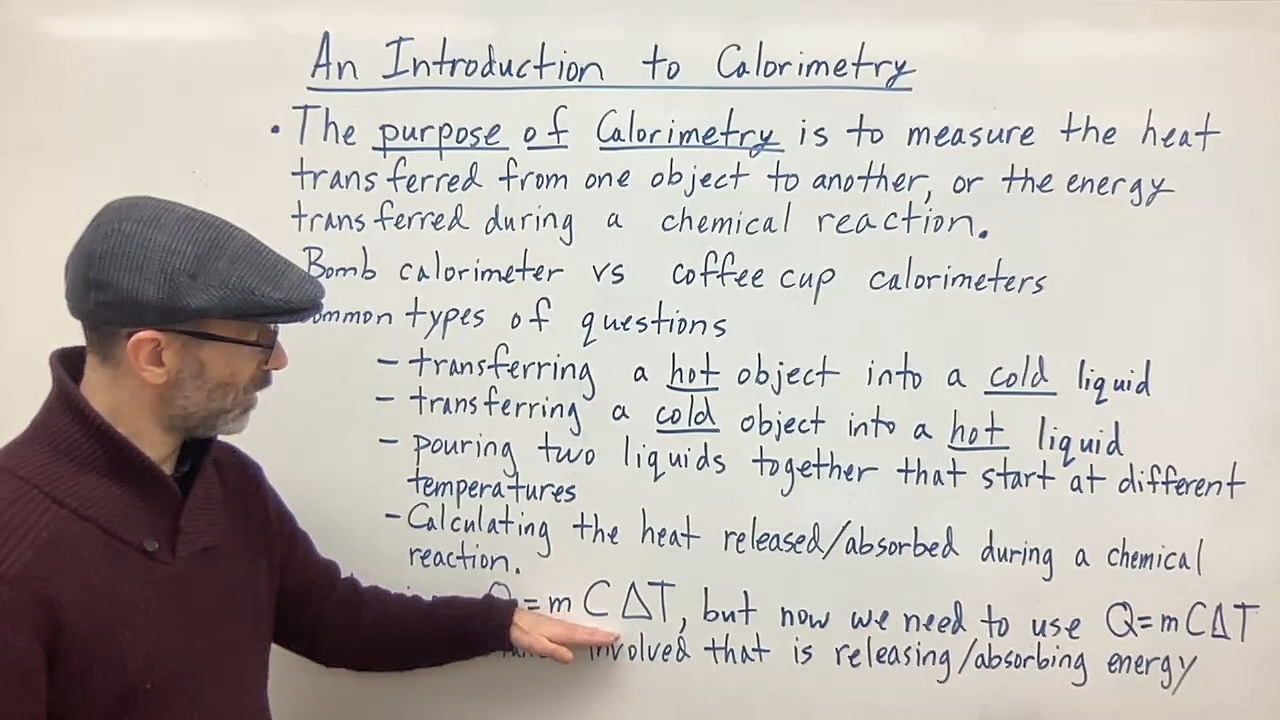 An Introduction to Calorimetry
• The purpose of Calorimetry is to measure the heat
transferred from one object to another, or the energy
transferred during a chemical reaction.
Bomb calorimeter vs coffee cup calorimeters
types of questions
- transferring a hot object into a cold liquid
- transferring a cold object into a hot liquid
- pouring two liquids together that start at different
temperatures
- Calculating the heat released/absorbed during a chemical
reaction.
Q=mCΔT, but now we need to use Q=mCΔT
involved that is releasing/absorbing energy